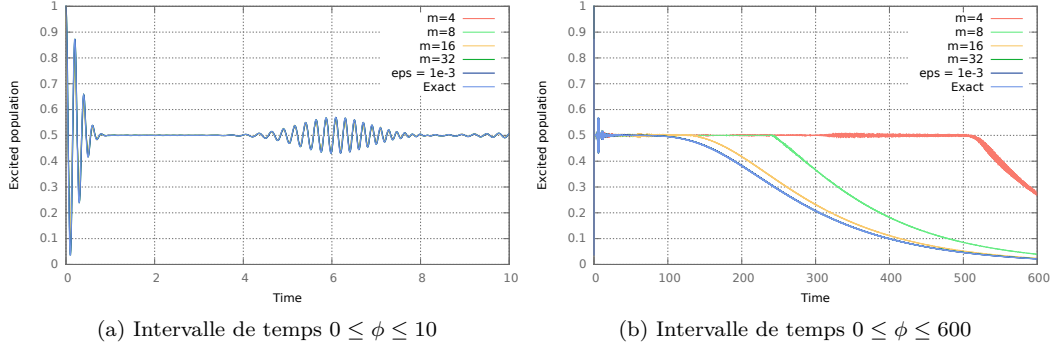 1
0.9
0.8
0.7
0.6
0.5
0.4
0.3
0.2
0.1
0
0 2 4 6 8 10
Excited population
Time
m=4
m=8
m=16
m=32
eps = 1e-3
Exact
(a) Intervalle de temps 0 ≤ ϕ ≤ 10
1
0.9
0.8
0.7
0.6
0.5
0.4
0.3
0.2
0.1
0
0 100 200 300 400 500 600
Excited population
Time
m=4
m=8
m=16
m=32
eps = 1e-3
Exact
(b) Intervalle de temps 0 ≤ ϕ ≤ 600